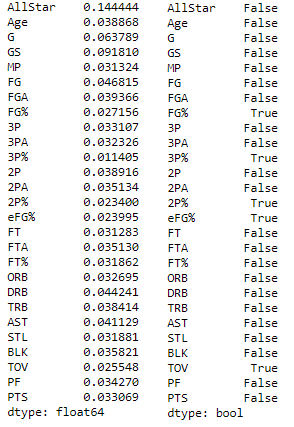 AllStar 0.144444 AllStar False
Age 0.038868 Age False
G 0.063789 G False
GS 0.091810 GS False
MP 0.031324 MP False
FG 0.046815 FG False
FGA 0.039366 FGA False
FG% 0.027156 FG% True
3P 0.033107 3P False
3PA 0.032326 3PA False
3P% 0.011405 3P% True
2P 0.038916 2P False
2PA 0.035134 2PA False
2P% 0.023400 2P% True
eFG% 0.023995 eFG% True
FT 0.031283 FT False
FTA 0.035130 FTA False
FT% 0.031862 FT% False
ORB 0.032695 ORB False
DRB 0.044241 DRB False
TRB 0.038414 TRB False
AST 0.041129 AST False
STL 0.031881 STL False
BLK 0.035821 BLK False
TOV 0.025548 TOV True
PF 0.034270 PF False
PTS 0.033069 PTS False
dtype: float64 dtype: bool